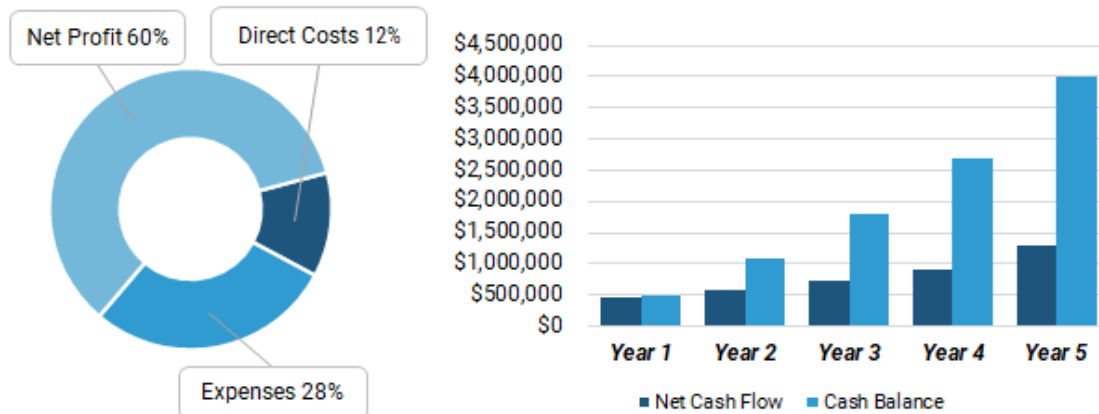 Net Profit 60%
Direct Costs 12%
Expenses 28%
$4,500,000
$4,000,000
$3,500,000
$3,000,000
$2,500,000
$2,000,000
$1,500,000
$1,000,000
$500,000
$0
Year 1 Year 2 Year 3 Year 4 Year 5
Net Cash Flow Cash Balance